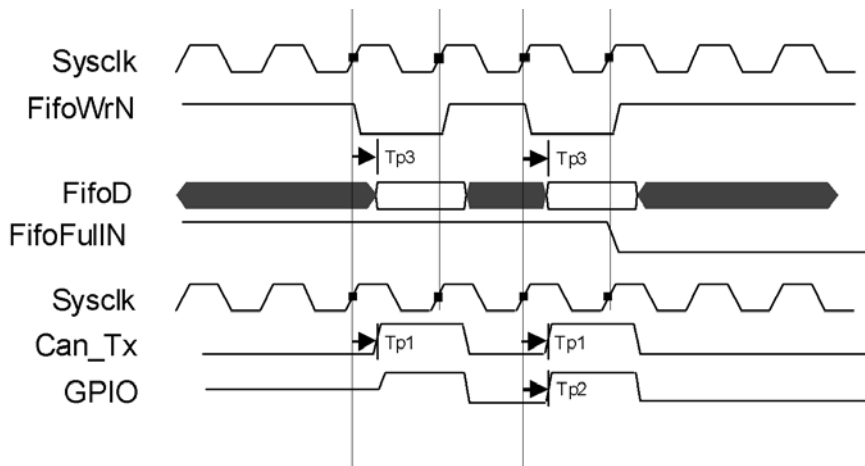 Sysclk
FifoWrN
Tp3 Tp3
FifoD
FifoFullN
Sysclk
Can_Tx Tp1 Tp1
GPIO Tp2